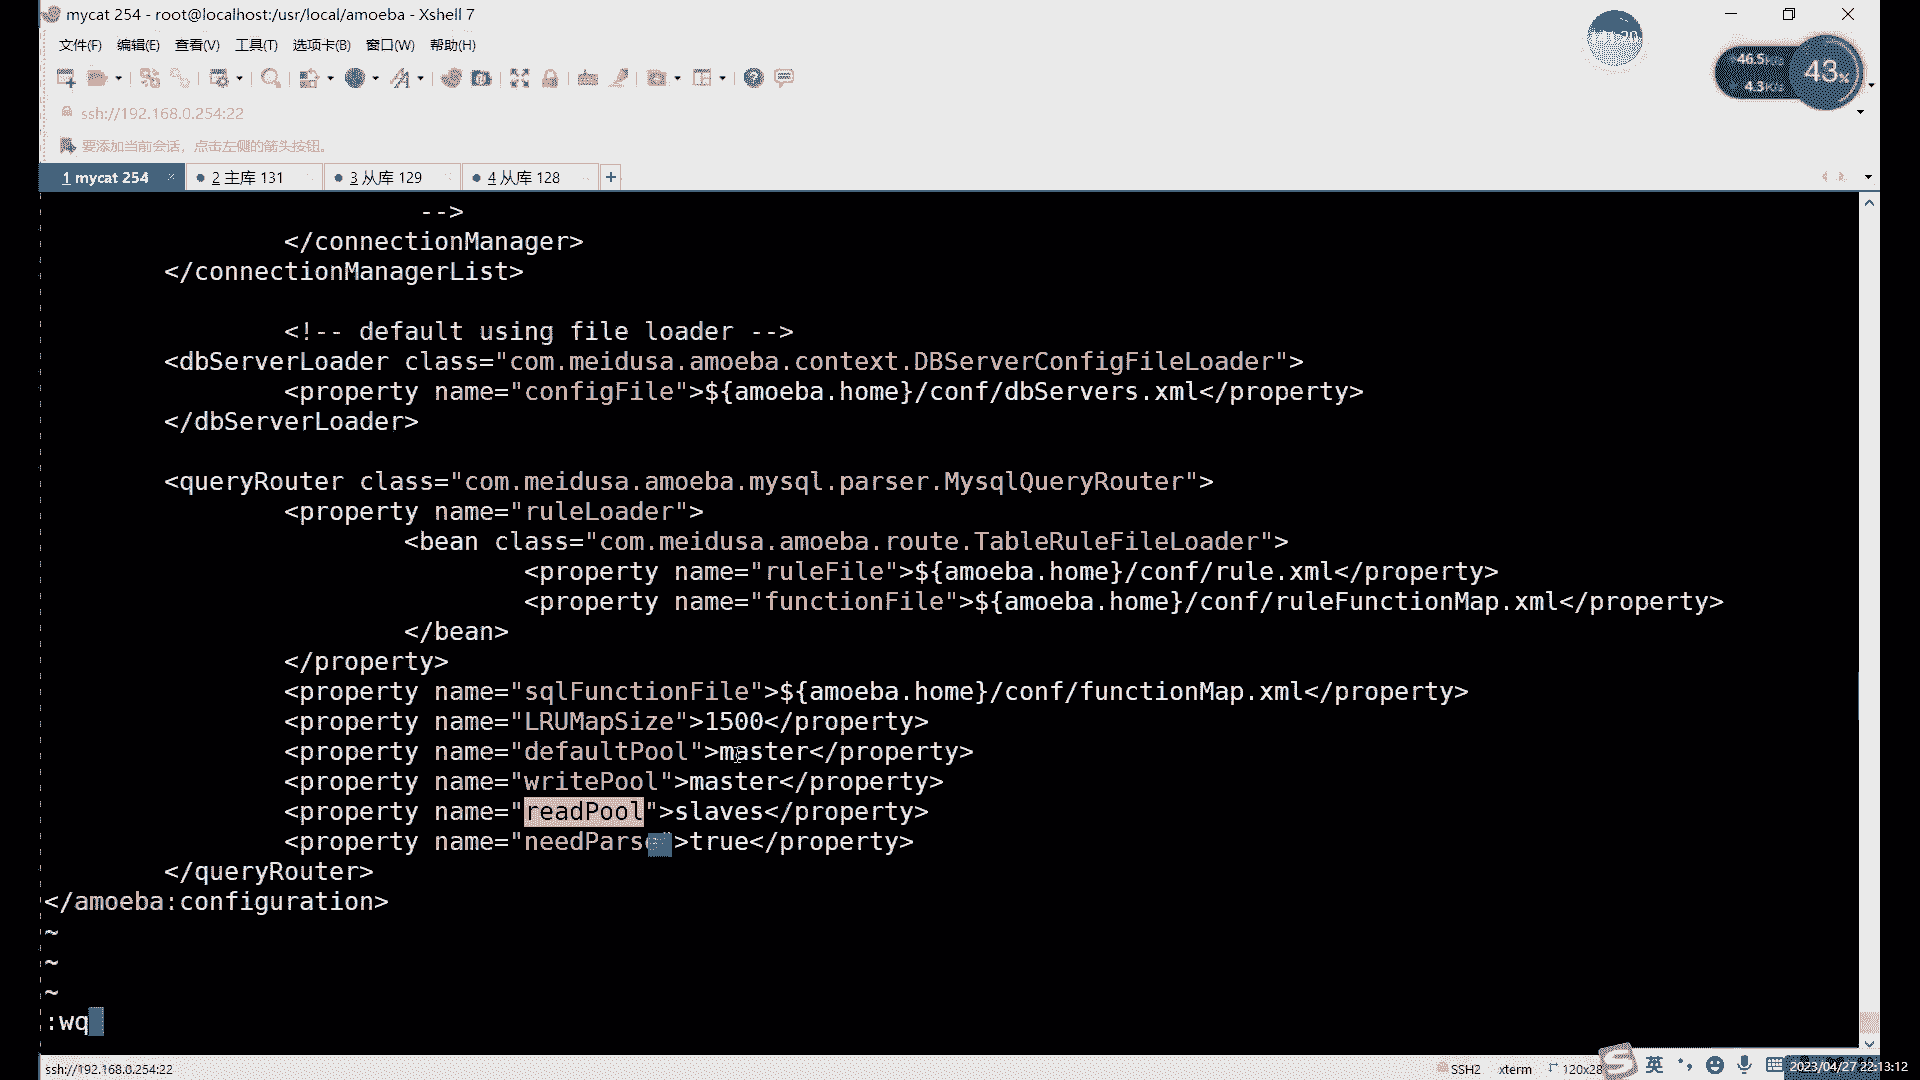 mycat 254 - root@localhost:/usr/local/amoeba - Xshell 7
文件(F) 编辑(E) 查看(V) 工具(T) 选项卡(B) 窗口(W) 帮助(H)
46.5K/s
4.3K/s
43%
ssh://192.168.0.254:22
要添加当前会话，点击左侧的箭头按钮。
1 mycat 254 × 2 主库 131 3 从库 129 4 从库 128 +
-->
</connectionManager>
</connectionManagerList>
<!-- default using file loader -->
<dbServerLoader class="com.meidusa.amoeba.context.DBServerConfigFileLoader">
<property name="configFile">${amoeba.home}/conf/dbServers.xml</property>
</dbServerLoader>
<queryRouter class="com.meidusa.amoeba.mysql.parser.MysqlQueryRouter">
<property name="ruleLoader">
<bean class="com.meidusa.amoeba.route.TableRuleFileLoader">
<property name="ruleFile">${amoeba.home}/conf/rule.xml</property>
<property name="functionFile">${amoeba.home}/conf/ruleFunctionMap.xml</property>
</bean>
</property>
<property name="sqlFunctionFile">${amoeba.home}/conf/functionMap.xml</property>
<property name="LRUMapSize">1500</property>
<property name="defaultPool">master</property>
<property name="writePool">master</property>
<property name="readPool">slaves</property>
<property name="needParse">true</property>
</queryRouter>
</amoeba:configuration>
~
~
~
:wq
ssh://192.168.0.254:22 SSH2 xterm 120x28 英 2023/04/27 22:13:12